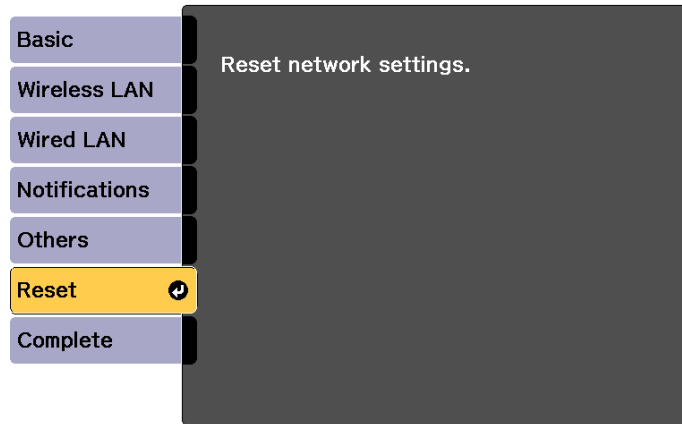 Basic
Wireless LAN
Wired LAN
Notifications
Others
Reset
Complete
Reset network settings.